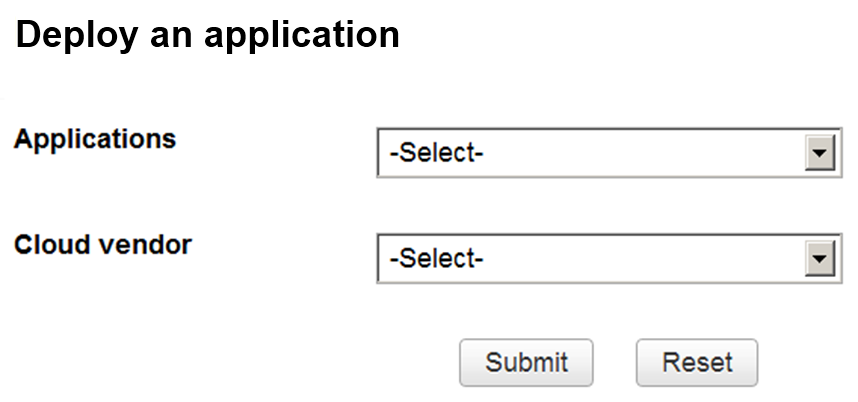 Deploy an application
Applications
-Select-
Cloud vendor
-Select-
Submit Reset